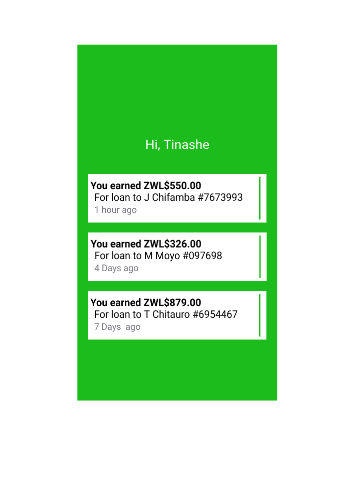 Hi, Tinashe
You earned ZWL$550.00
For loan to J Chifamba #7673993
1 hour ago
You earned ZWL$326.00
For loan to M Moyo #097698
4 Days ago
You earned ZWL$879.00
For loan to T Chitauro #6954467
7 Days ago